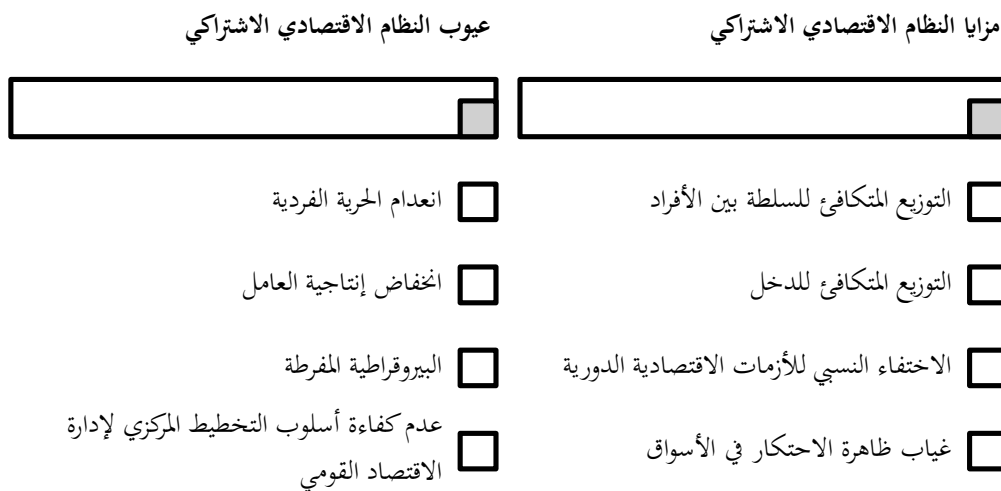 مزايا النظام الاقتصادي الاشتراكي
عيوب النظام الاقتصادي الاشتراكي
التوزيع المتكافئ للسلطة بين الأفراد
التوزيع المتكافئ للدخل
الاختفاء النسبي للأزمات الاقتصادية الدورية
غياب ظاهرة الاحتكار في الأسواق
انعدام الحرية الفردية
انخفاض إنتاجية العامل
البيروقراطية المفرطة
عدم كفاءة أسلوب التخطيط المركزي لإدارة
الاقتصاد القومي